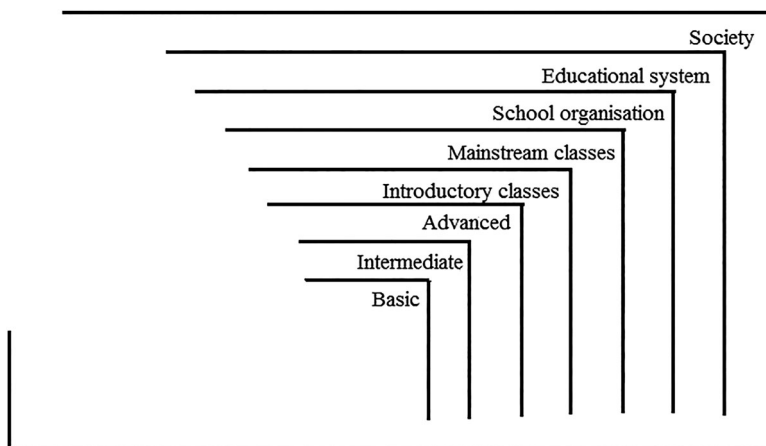 Society
Educational system
School organisation
Mainstream classes
Introductory classes
Advanced
Intermediate
Basic